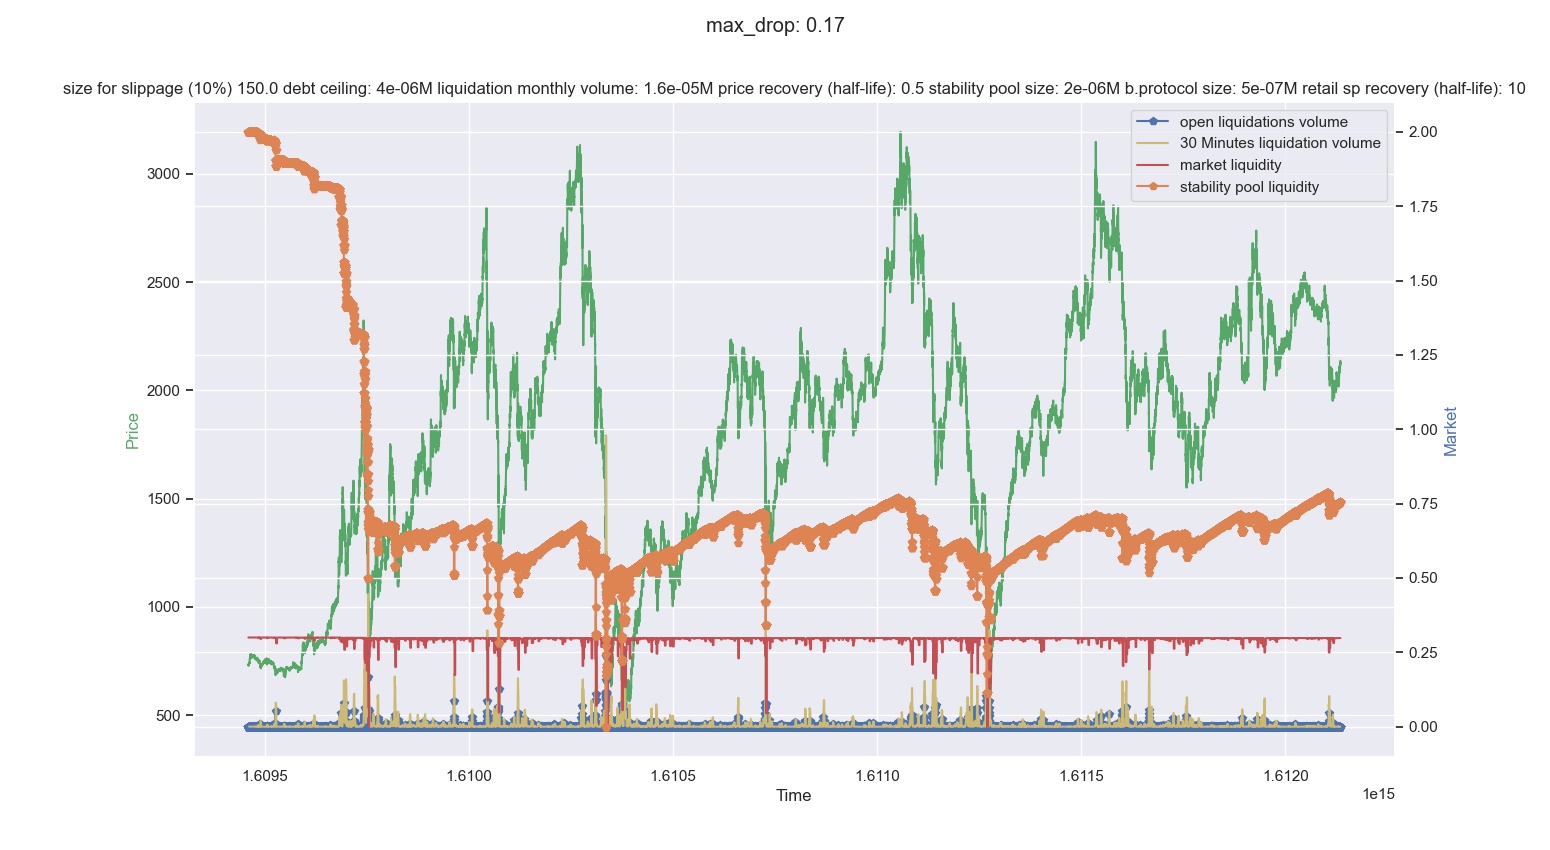 max_drop: 0.17
size for slippage (10%) 150.0 debt ceiling: 4e-06M liquidation monthly volume: 1.6e-05M price recovery (half-life): 0.5 stability pool size: 2e-06M b.protocol size: 5e-07M retail sp recovery (half-life): 10
open liquidations volume
30 Minutes liquidation volume
market liquidity
stability pool liquidity
3000
2500
2000
1500
1000
500
Price
2.00
1.75
1.50
1.25
1.00
0.75
0.50
0.25
0.00
Market
1.6095
1.6100
1.6105
1.6110
1.6115
1.6120
1e15
Time